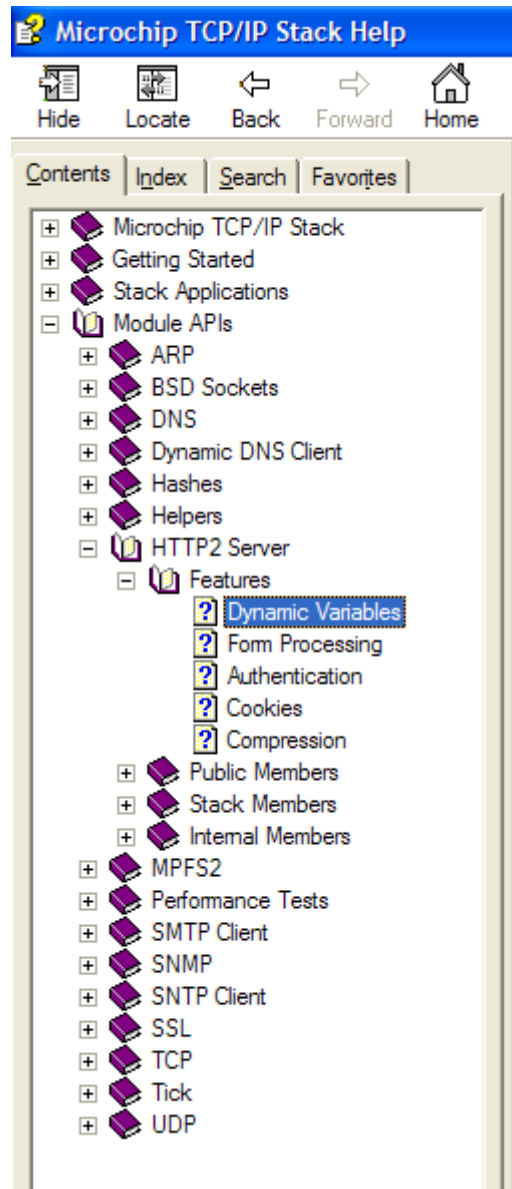 Microchip TCP/IP Stack Help
Hide Locate Back Forward Home
Contents Index Search Favorites
Microchip TCP/IP Stack
Getting Started
Stack Applications
Module APIs
ARP
BSD Sockets
DNS
Dynamic DNS Client
Hashes
Helpers
HTTP2 Server
Features
Dynamic Variables
Form Processing
Authentication
Cookies
Compression
Public Members
Stack Members
Internal Members
MPFS2
Performance Tests
SMTP Client
SNMP
SNTP Client
SSL
TCP
Tick
UDP